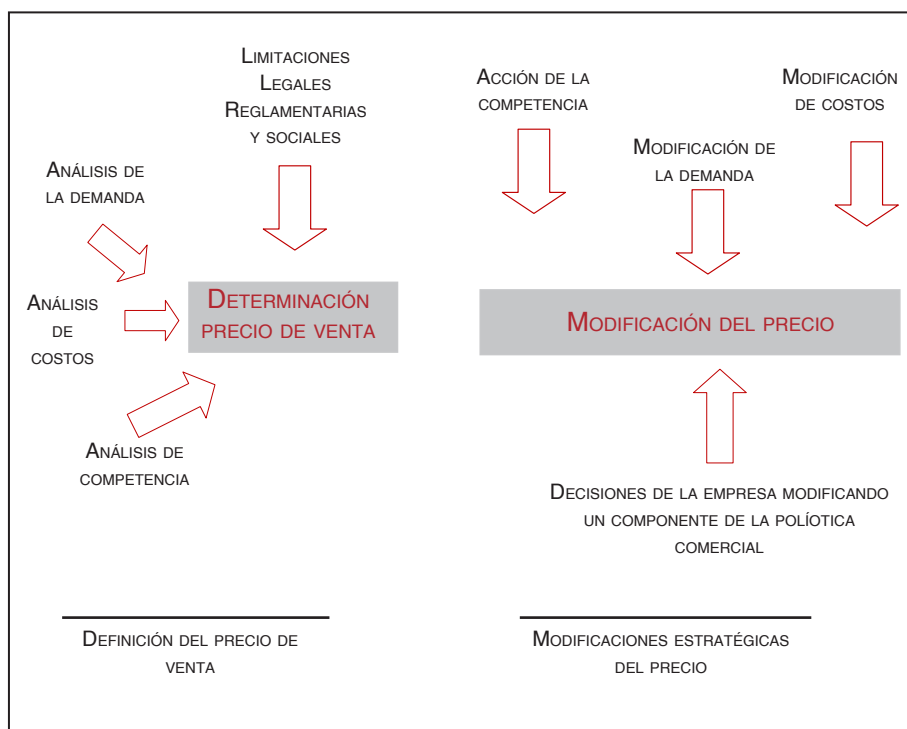 Limitaciones
Legales
Reglamentarias
y sociales
Análisis de
la demanda
Análisis
de
costos
Análisis de
competencia
Determinación
precio de venta
Definición del precio de
venta
Acción de la
competencia
Modificación de
la demanda
Modificación
de costos
Modificación del precio
Decisiones de la empresa modificando
un componente de la políotica
comercial
Modificaciones estratégicas
del precio